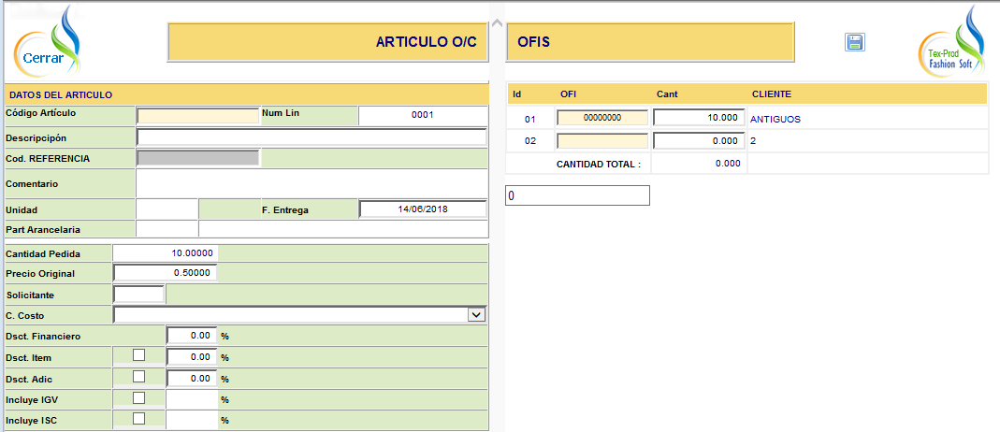 Cerrar
ARTICULO O/C
OFIS
Tex-Prod
Fashion Soft
DATOS DEL ARTICULO
Código Artículo
Num Lin
0001
Descripcipón
Cod. REFERENCIA
Comentario
Unidad
F. Entrega
14/06/2018
Part Arancelaria
Cantidad Pedida
10.00000
Precio Original
0.50000
Solicitante
C. Costo
Dsct. Financiero
0.00 %
Dsct. Item
0.00 %
Dsct. Adic
0.00 %
Incluye IGV
%
Incluye ISC
%
Id OFI Cant CLIENTE
01 00000000 10.000 ANTIGUOS
02 0.000 2
CANTIDAD TOTAL : 0.000
0